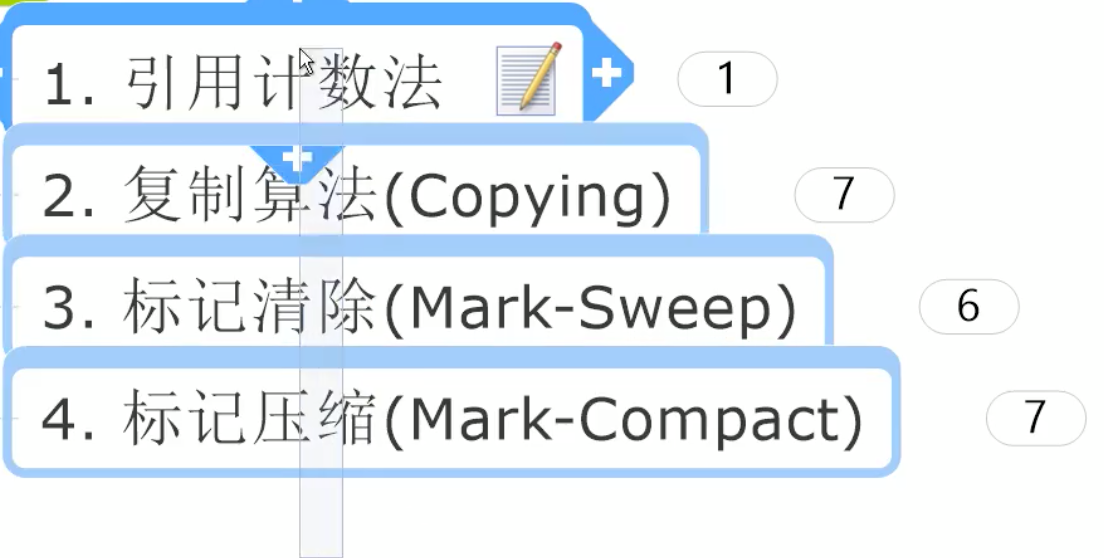 1. 引用计数法 1
2. 复制算法(Copying) 7
3. 标记清除(Mark-Sweep) 6
4. 标记压缩(Mark-Compact) 7